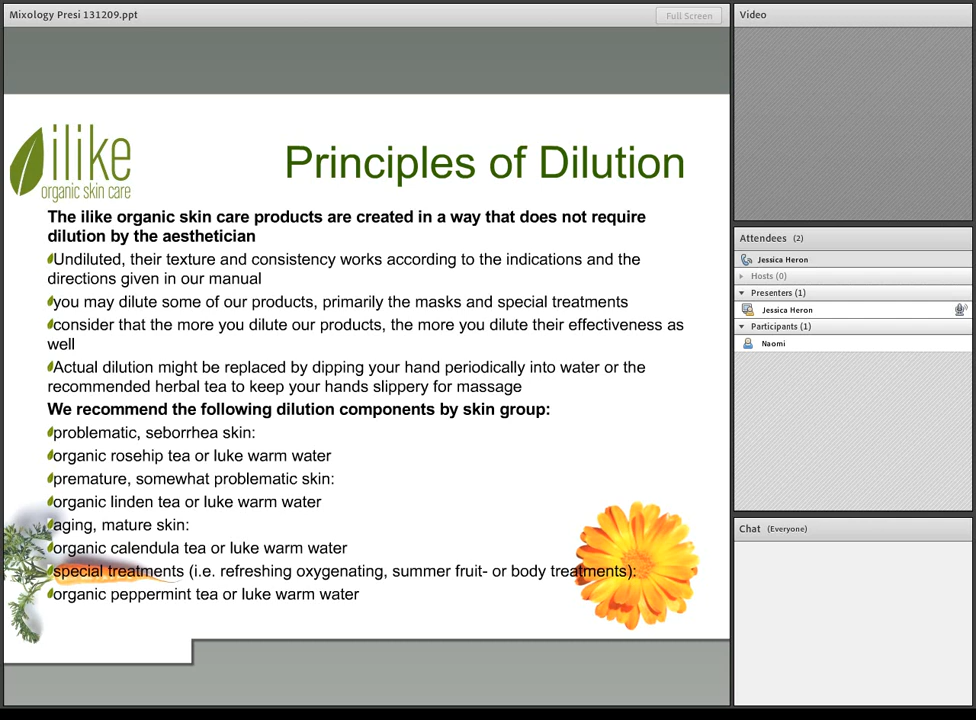 Mixology Presi 131209.ppt
Full Screen
Video
ilike
organic skin care
Principles of Dilution
The ilike organic skin care products are created in a way that does not require
dilution by the aesthetician
Undiluted, their texture and consistency works according to the indications and the
directions given in our manual
you may dilute some of our products, primarily the masks and special treatments
consider that the more you dilute our products, the more you dilute their effectiveness as
well
Actual dilution might be replaced by dipping your hand periodically into water or the
recommended herbal tea to keep your hands slippery for massage
We recommend the following dilution components by skin group:
problematic, seborrhea skin:
organic rosehip tea or luke warm water
premature, somewhat problematic skin:
organic linden tea or luke warm water
aging, mature skin:
organic calendula tea or luke warm water
special treatments (i.e. refreshing oxygenating, summer fruit- or body treatments):
organic peppermint tea or luke warm water
Attendees (2)
Jessica Heron
Hosts (0)
Presenters (1)
Jessica Heron
Participants (1)
Naomi
Chat (Everyone)